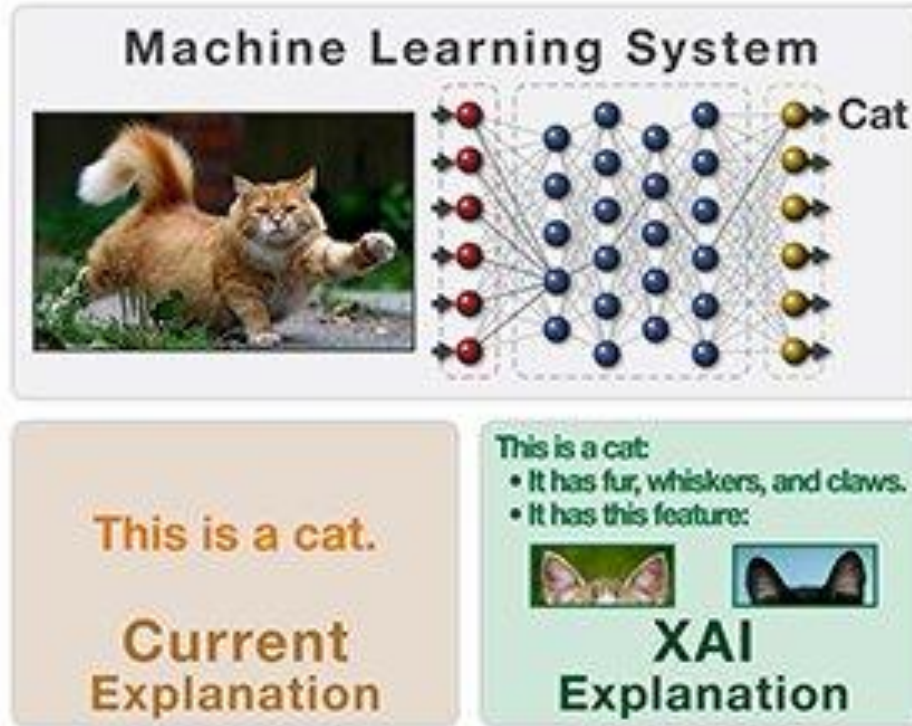 Machine Learning System
Cat
This is a cat.
Current
Explanation
This is a cat:
• It has fur, whiskers, and claws.
• It has this feature:
XAI
Explanation